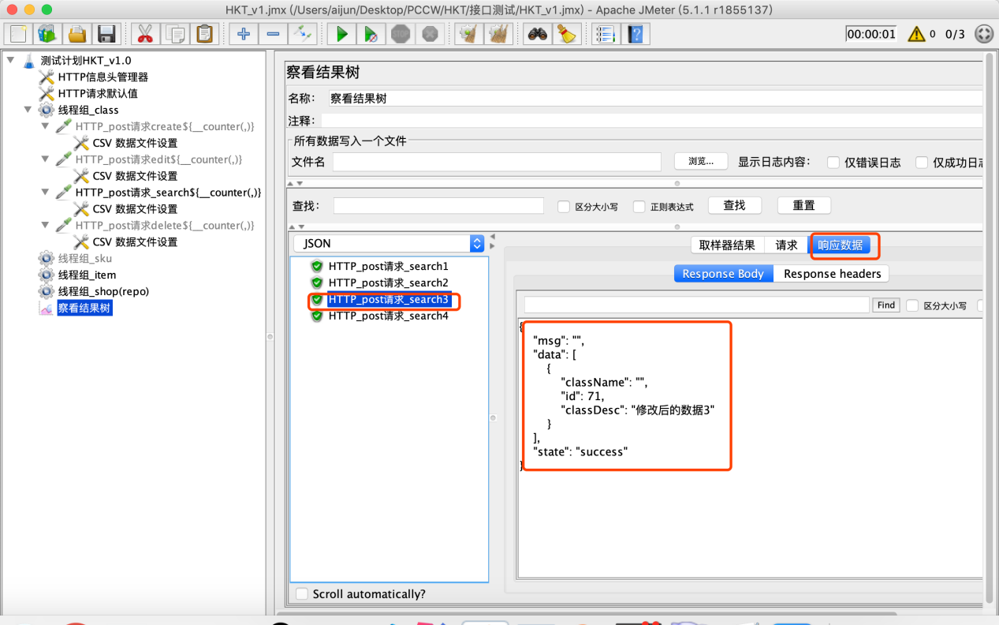 HKT_v1.jmx (/Users/aijun/Desktop/PCCW/HKT/接口测试/HKT_v1.jmx) - Apache JMeter (5.1.1 r1855137)
00:00:01 0 0/3
测试计划HKT_v1.0
HTTP信息头管理器
HTTP请求默认值
线程组_class
HTTP_post请求create${__counter(,)}
CSV 数据文件设置
HTTP_post请求edit${__counter(,)}
CSV 数据文件设置
HTTP_post请求_search${__counter(,)}
CSV 数据文件设置
HTTP_post请求delete${__counter(,)}
CSV 数据文件设置
线程组_sku
线程组_item
线程组_shop(repo)
察看结果树
察看结果树
名称: 察看结果树
注释:
所有数据写入一个文件
文件名 浏览... 显示日志内容: 仅错误日志 仅成功日志
查找: 区分大小写 正则表达式 查找 重置
JSON
HTTP_post请求_search1
HTTP_post请求_search2
HTTP_post请求_search3
HTTP_post请求_search4
Scroll automatically?
取样器结果 请求 响应数据
Response Body Response headers
Find 区分大小写
{
"msg": "",
"data": [
{
"className": "",
"id": 71,
"classDesc": "修改后的数据3"
}
],
"state": "success"
}